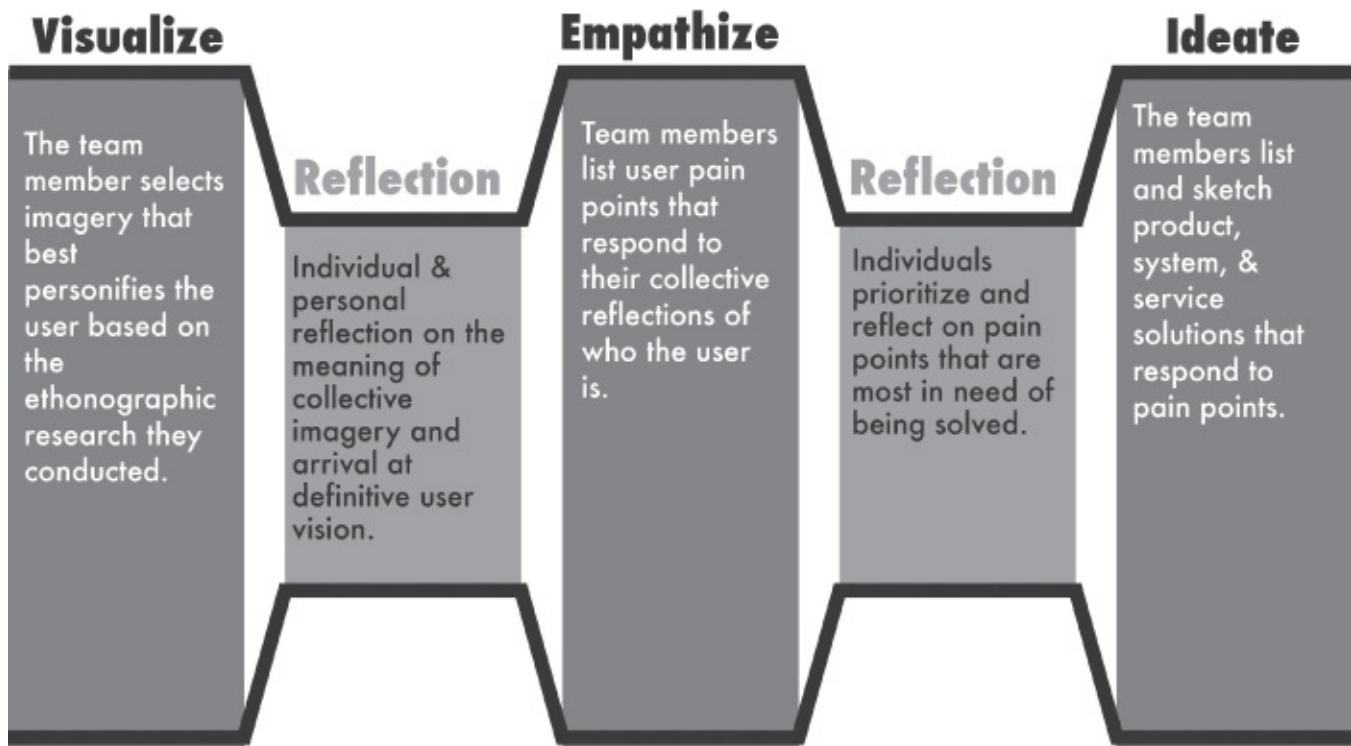 Visualize
The team
member selects
imagery that
best
personifies the
user based on
the
ethonographic
research they
conducted.
Reflection
Individual &
personal
reflection on the
meaning of
collective
imagery and
arrival at
definitive user
vision.
Empathize
Team members
list user pain
points that
respond to
their collective
reflections of
who the user
is.
Reflection
Individuals
prioritize and
reflect on pain
points that are
most in need of
being solved.
Ideate
The team
members list
and sketch
product,
system, &
service
solutions that
respond to
pain points.